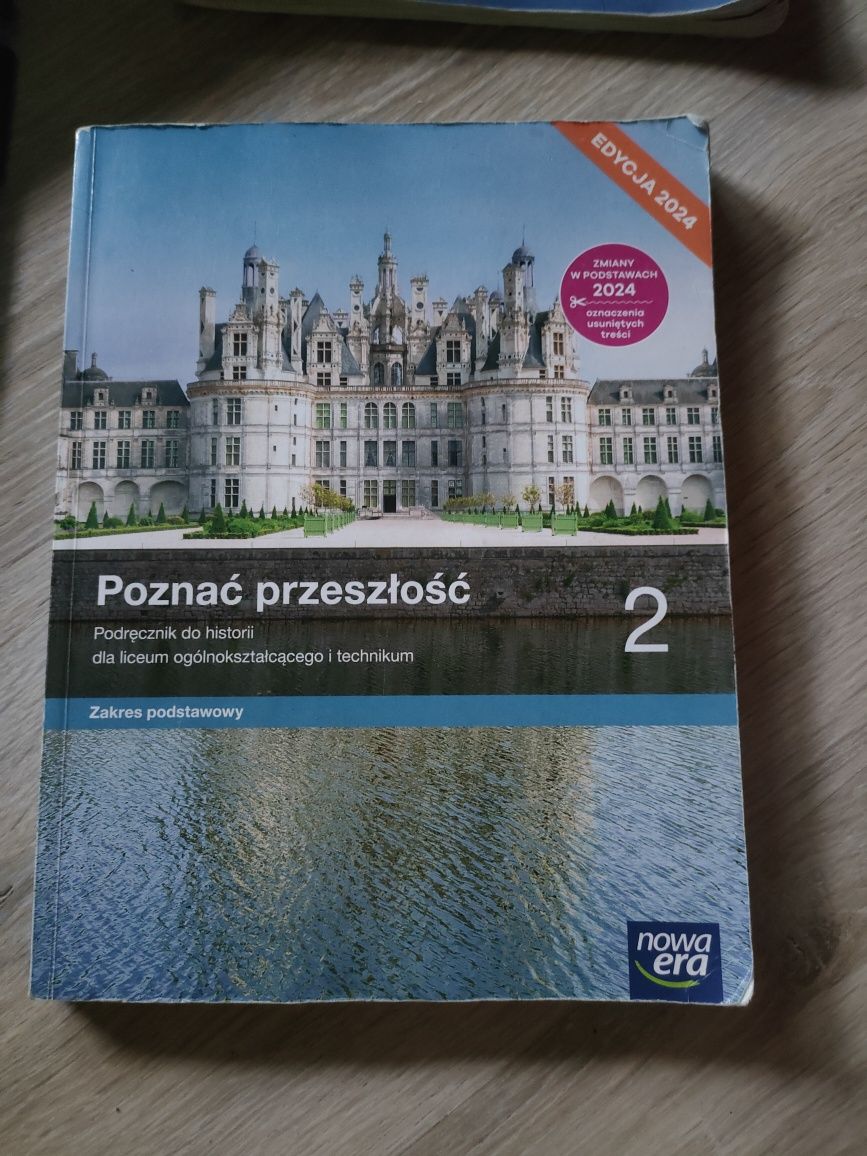 EDYCJA 2024
ZMIANY
W PODSTAWACH
2024
oznaczenia
usuniętych
treści
Poznać przeszłość
2
Podręcznik do historii
dla liceum ogólnokształcącego i technikum
Zakres podstawowy
nowa
era